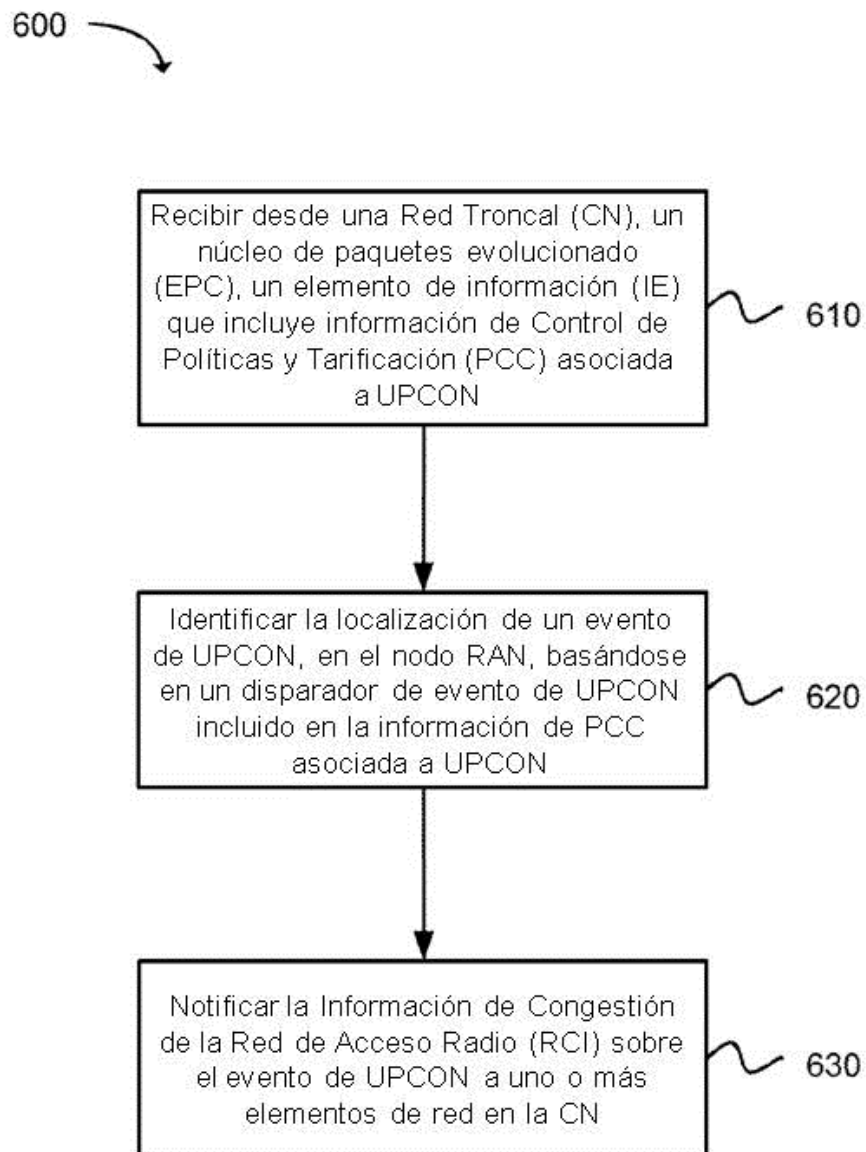 600
Recibir desde una Red Troncal (CN), un
núcleo de paquetes evolucionado
(EPC), un elemento de información (IE)
que incluye información de Control de
Políticas y Tarificación (PCC) asociada
a UPCON
610
Identificar la localización de un evento
de UPCON, en el nodo RAN, basándose
en un disparador de evento de UPCON
incluido en la información de PCC
asociada a UPCON
620
Notificar la Información de Congestión
de la Red de Acceso Radio (RCI) sobre
el evento de UPCON a uno o más
elementos de red en la CN
630